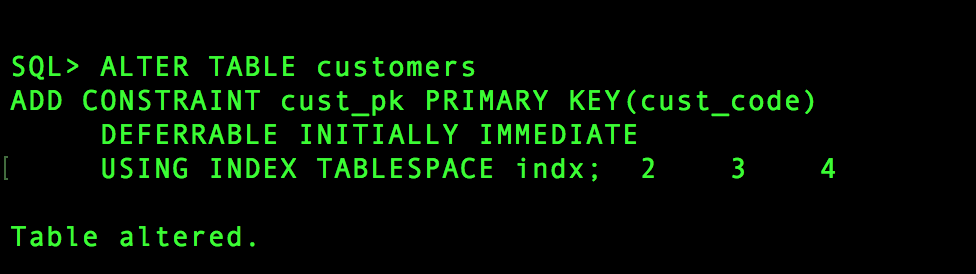 SQL> ALTER TABLE customers
ADD CONSTRAINT cust_pk PRIMARY KEY(cust_code)
DEFERRABLE INITIALLY IMMEDIATE
[ USING INDEX TABLESPACE indx; 2 3 4
Table altered.